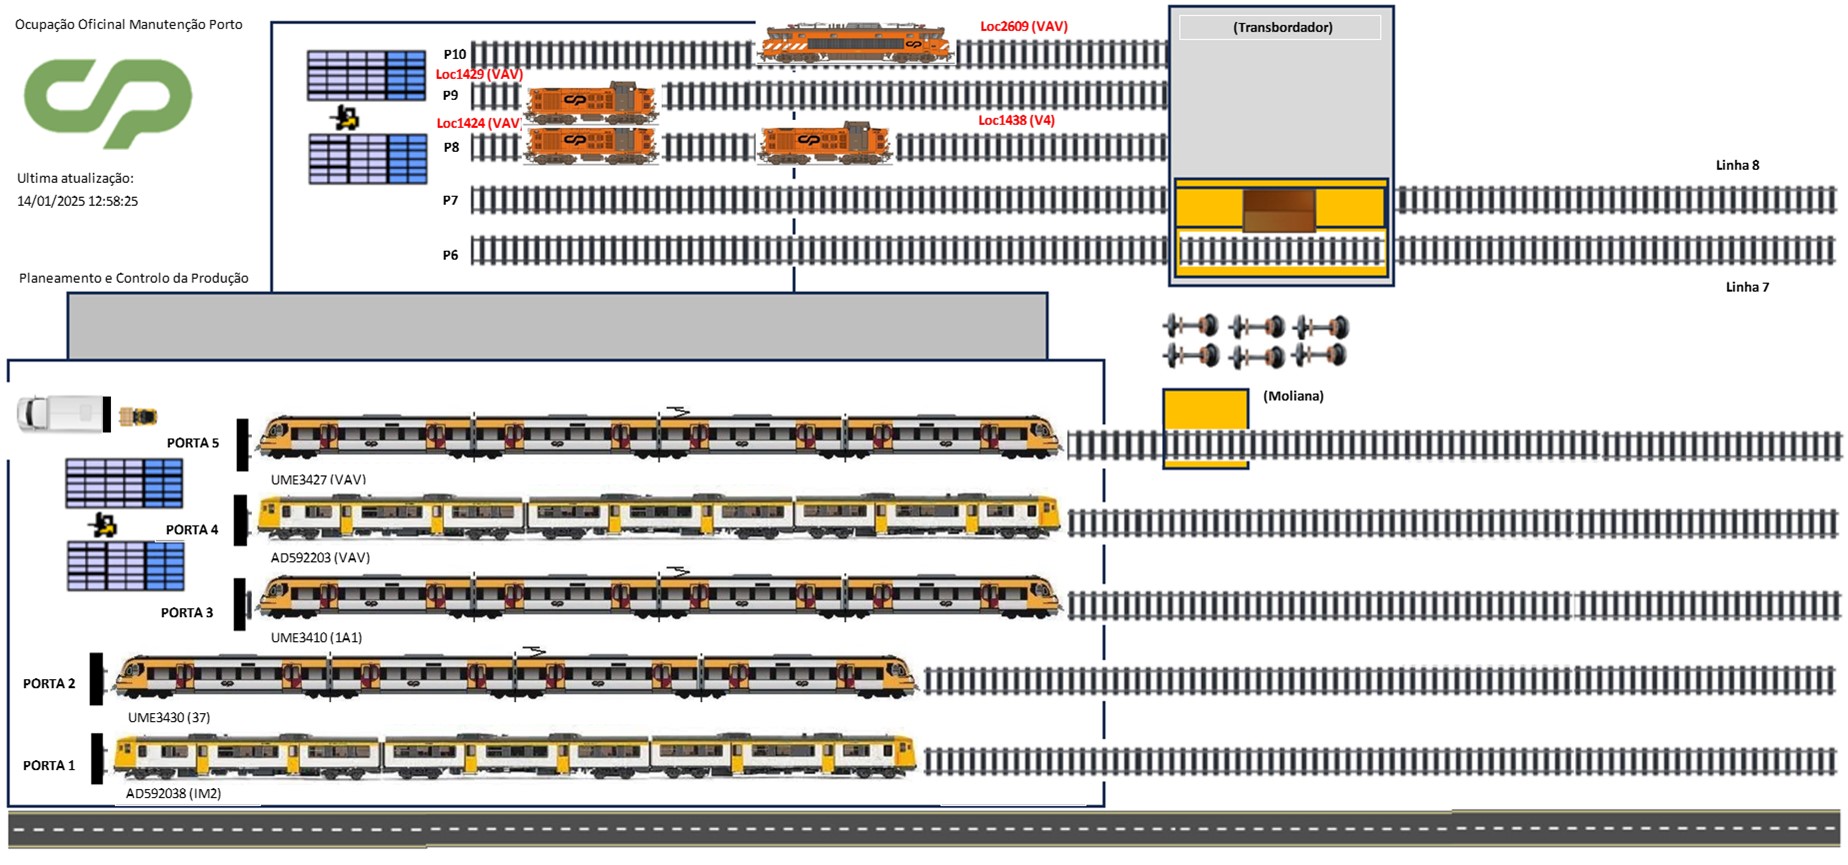 Ocupação Oficinal Manutenção Porto
CP
Ultima atualização:
14/01/2025 12:58:25
Planeamento e Controlo da Produção
P10
Loc2609 (VAV)
(Transbordador)
Loc1429 (VAV)
P9
Loc1424 (VAV)
Loc1438 (V4)
P8
Linha 8
P7
P6
Linha 7
(Moliana)
PORTA 5
UME3427 (VAV)
PORTA 4
AD592203 (VAV)
PORTA 3
UME3410 (1A1)
PORTA 2
UME3430 (37)
PORTA 1
AD592038 (IM2)